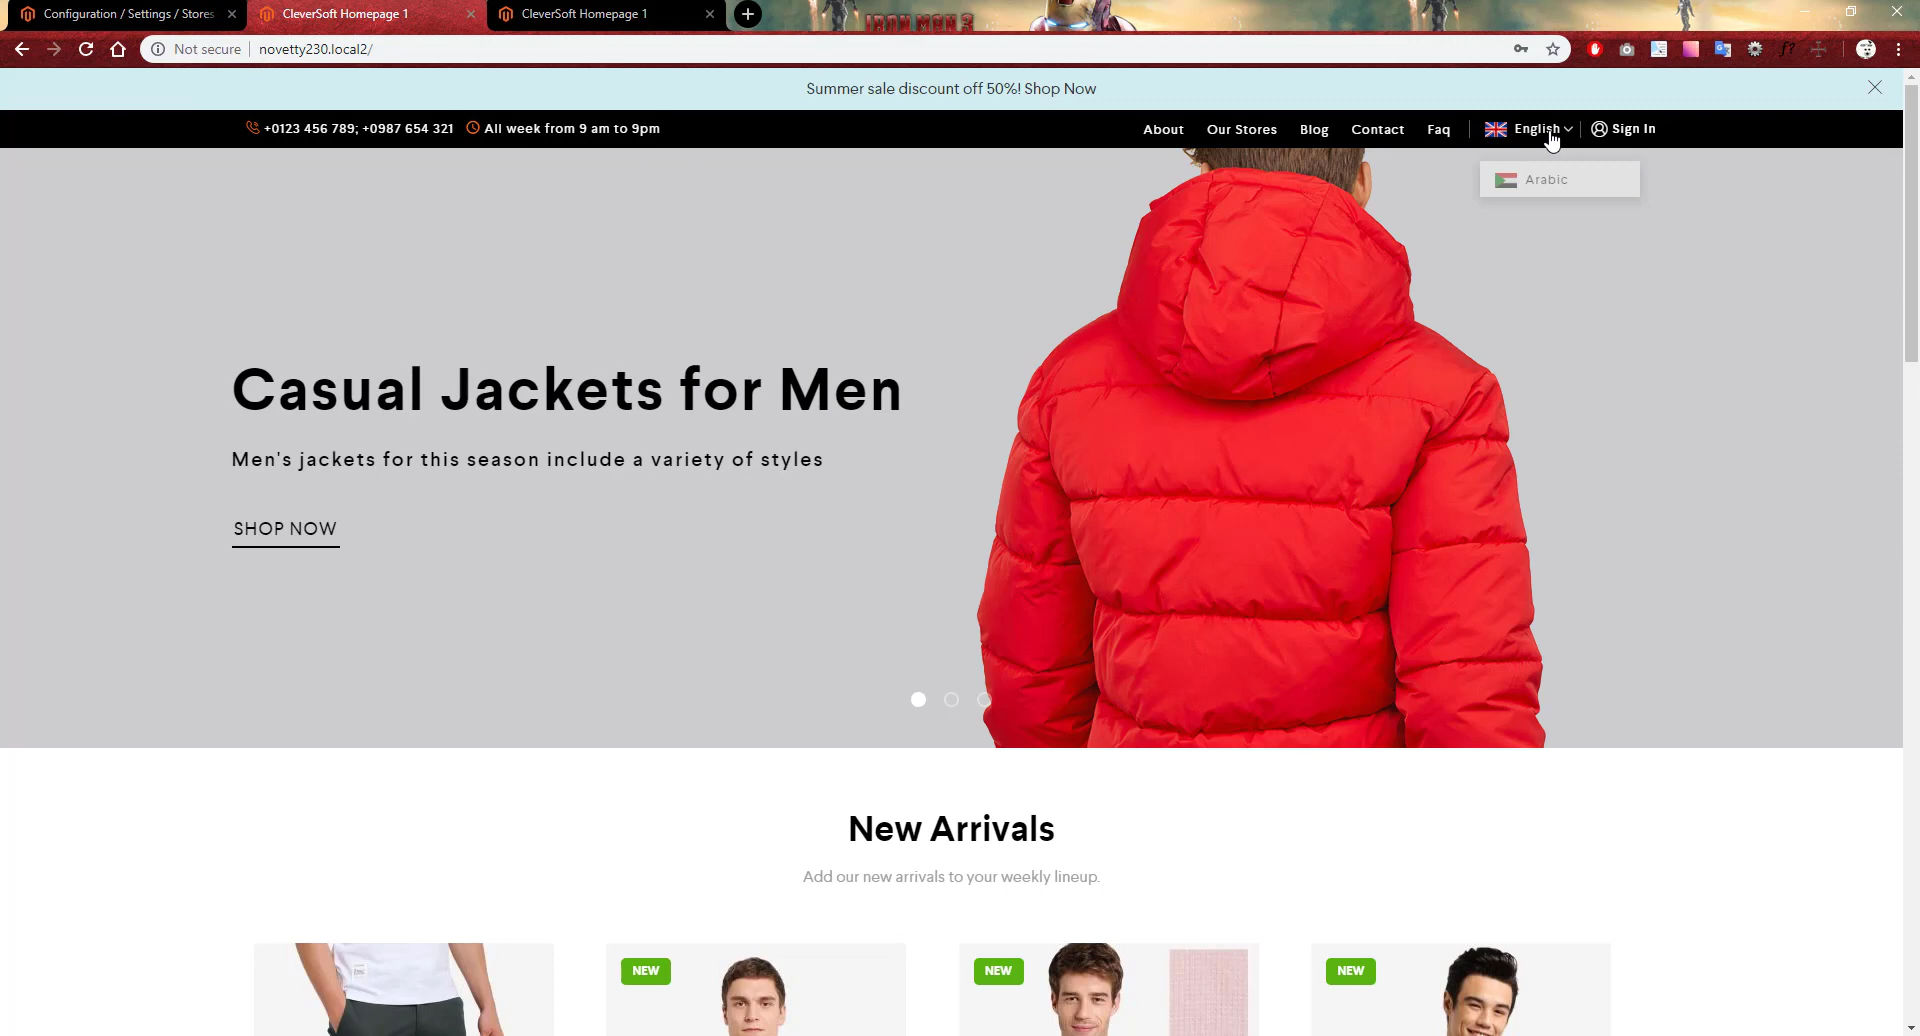 Configuration / Settings / Stores
CleverSoft Homepage 1
CleverSoft Homepage 1
IRON MAN 3
Not secure
novetty230.local2/
f?
Summer sale discount off 50%! Shop Now
+0123 456 789; +0987 654 321
All week from 9 am to 9pm
About
Our Stores
Blog
Contact
Faq
English
Sign In
Arabic
Casual Jackets for Men
Men's jackets for this season include a variety of styles
SHOP NOW
New Arrivals
Add our new arrivals to your weekly lineup.
NEW
NEW
NEW